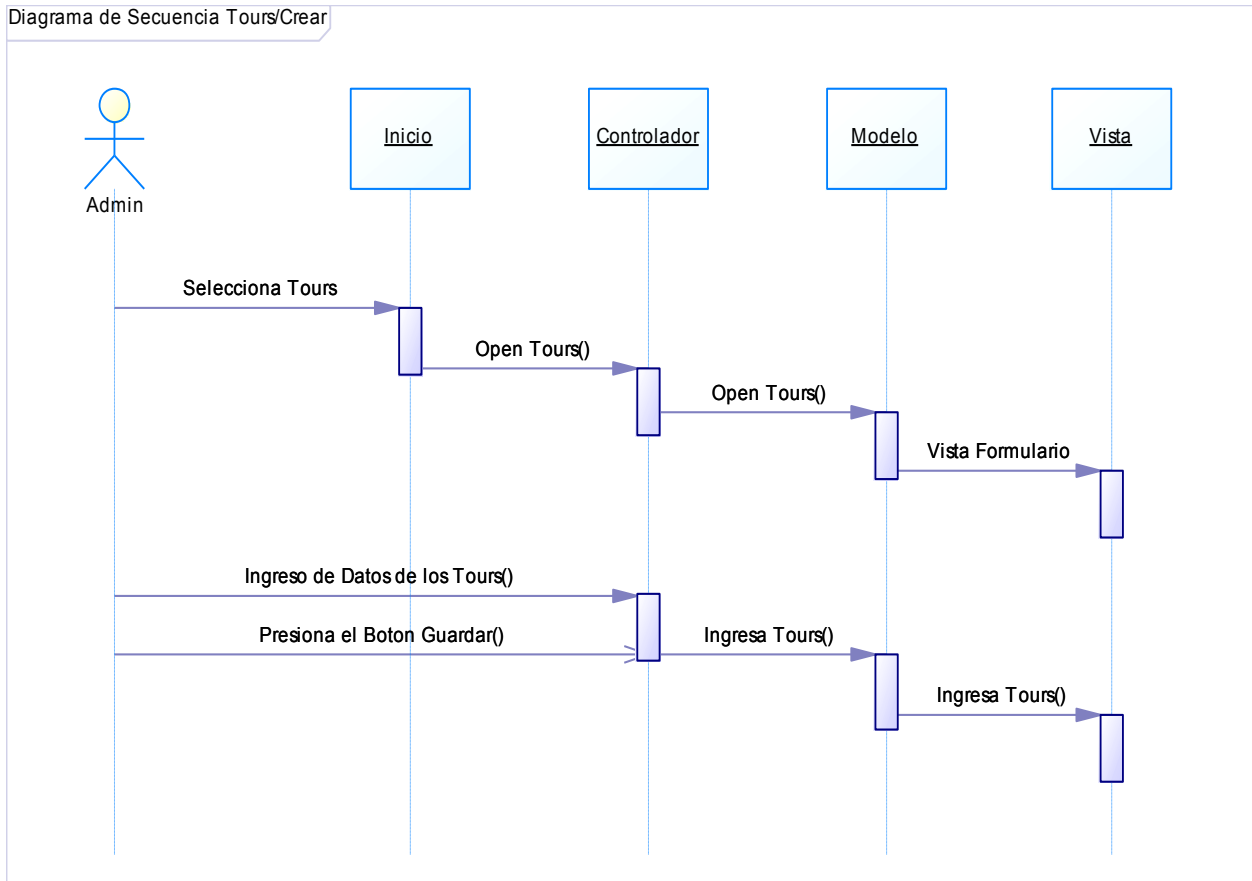 Diagrama de Secuencia Tours/Crear
Inicio
Controlador
Modelo
Vista
Admin
Selecciona Tours
Open Tours()
Open Tours()
Vista Formulario
Ingreso de Datos de los Tours()
Presiona el Boton Guardar()
Ingresa Tours()
Ingresa Tours()